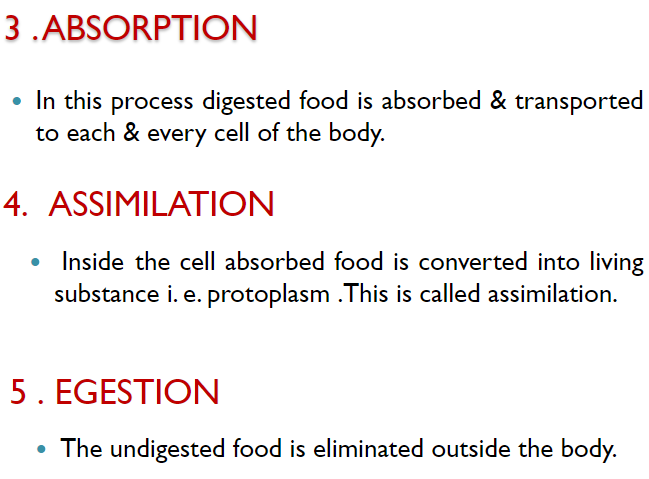 3 .ABSORPTION
• In this process digested food is absorbed & transported
to each & every cell of the body.
4. ASSIMILATION
• Inside the cell absorbed food is converted into living
substance i. e. protoplasm .This is called assimilation.
5 . EGESTION
• The undigested food is eliminated outside the body.